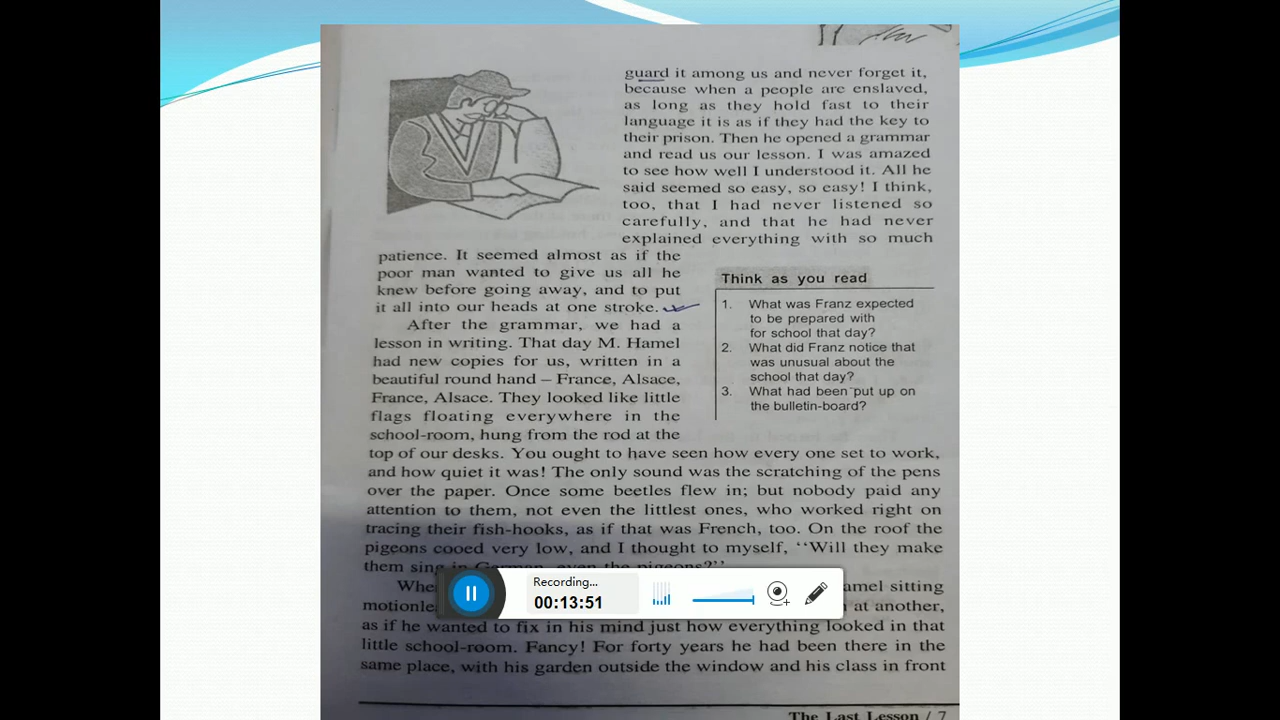 guard it among us and never forget it,
because when a people are enslaved,
as long as they hold fast to their
language it is as if they had the key to
their prison. Then he opened a grammar
and read us our lesson. I was amazed
to see how well I understood it. All he
said seemed so easy, so easy! I think,
too, that I had never listened so
carefully, and that he had never
explained everything with so much
patience. It seemed almost as if the
poor man wanted to give us all he
knew before going away, and to put
it all into our heads at one stroke.
After the grammar, we had a
lesson in writing. That day M. Hamel
had new copies for us, written in a
beautiful round hand – France, Alsace,
France, Alsace. They looked like little
flags floating everywhere in the
school-room, hung from the rod at the
top of our desks. You ought to have seen how every one set to work,
and how quiet it was! The only sound was the scratching of the pens
over the paper. Once some beetles flew in; but nobody paid any
attention to them, not even the littlest ones, who worked right on
tracing their fish-hooks, as if that was French, too. On the roof the
pigeons cooed very low, and I thought to myself, ‘‘Will they make
them sing in German, even the pigeons?’’
sitting
at another,
as if he wanted to fix in his mind just how everything looked in that
little school-room. Fancy! For forty years he had been there in the
same place, with his garden outside the window and his class in front
Think as you read
1. What was Franz expected
to be prepared with
for school that day?
2. What did Franz notice that
was unusual about the
school that day?
3. What had been put up on
the bulletin-board?
Recording...
00:13:51
The Last Lesson / 7